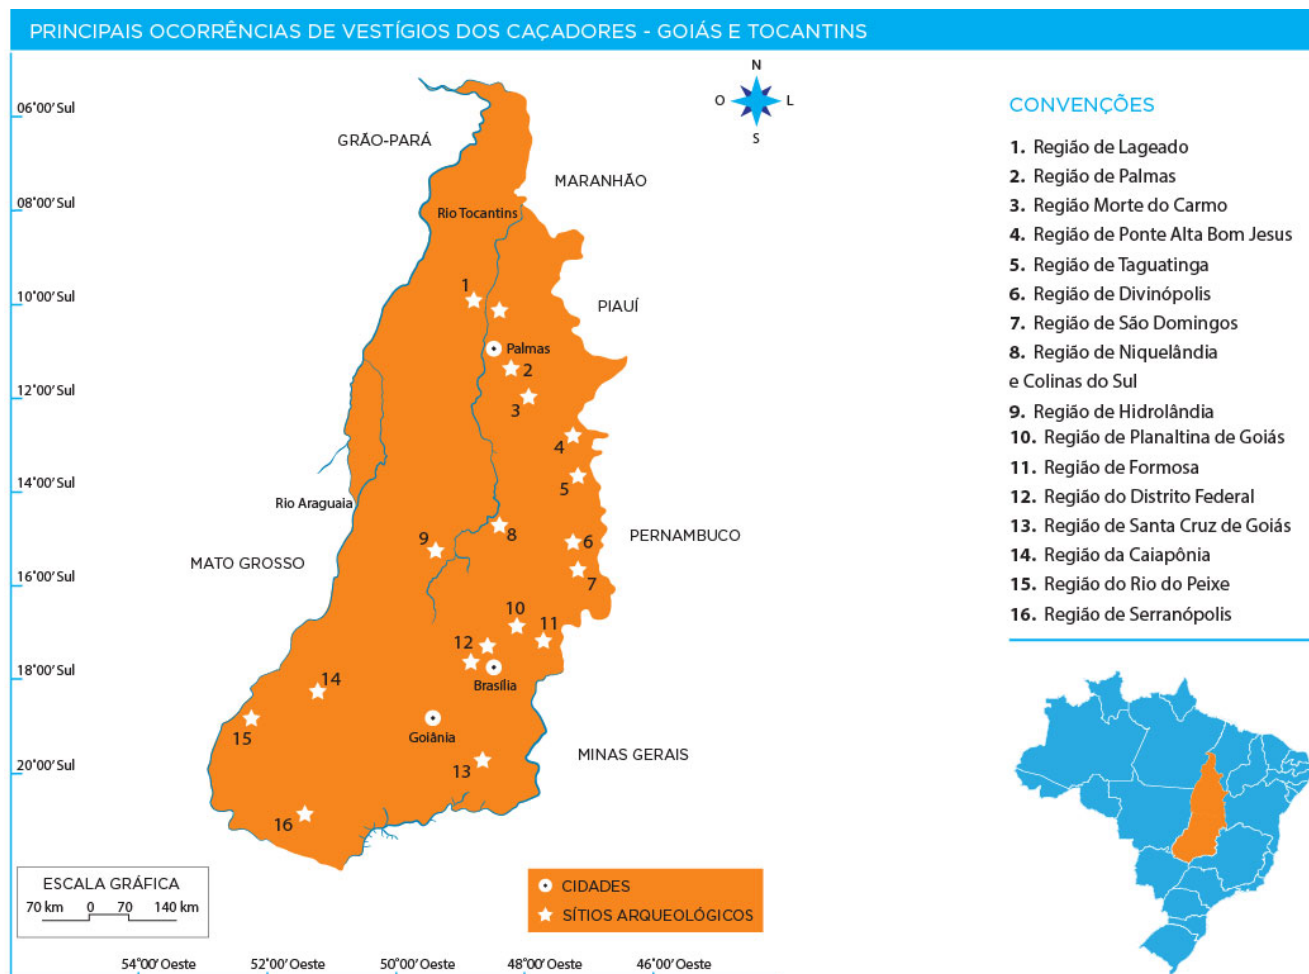 PRINCIPAIS OCORRÊNCIAS DE VESTÍGIOS DOS CAÇADORES - GOIÁS E TOCANTINS
N
O
L
S
06°00'Sul
08°00'Sul
10°00'Sul
12°00'Sul
14°00'Sul
16°00'Sul
18°00'Sul
20°00'Sul
GRÃO-PARÁ
MARANHÃO
Rio Tocantins
1
PIAUÍ
Palmas
2
3
4
5
Rio Araguaia
8
PERNAMBUCO
9
6
MATO GROSSO
7
10
11
12
Brasília
14
15
Goiânia
MINAS GERAIS
13
16
CONVENÇÕES
1. Região de Lageado
2. Região de Palmas
3. Região Morte do Carmo
4. Região de Ponte Alta Bom Jesus
5. Região de Taguatinga
6. Região de Divinópolis
7. Região de São Domingos
8. Região de Niquelândia
e Colinas do Sul
9. Região de Hidrolândia
10. Região de Planaltina de Goiás
11. Região de Formosa
12. Região do Distrito Federal
13. Região de Santa Cruz de Goiás
14. Região da Caiapônia
15. Região do Rio do Peixe
16. Região de Serranópolis
ESCALA GRÁFICA
70 km 0 70 140 km
CIDADES
SÍTIOS ARQUEOLÓGICOS
54°00'Oeste 52°00'Oeste 50°00'Oeste 48°00'Oeste 46°00'Oeste